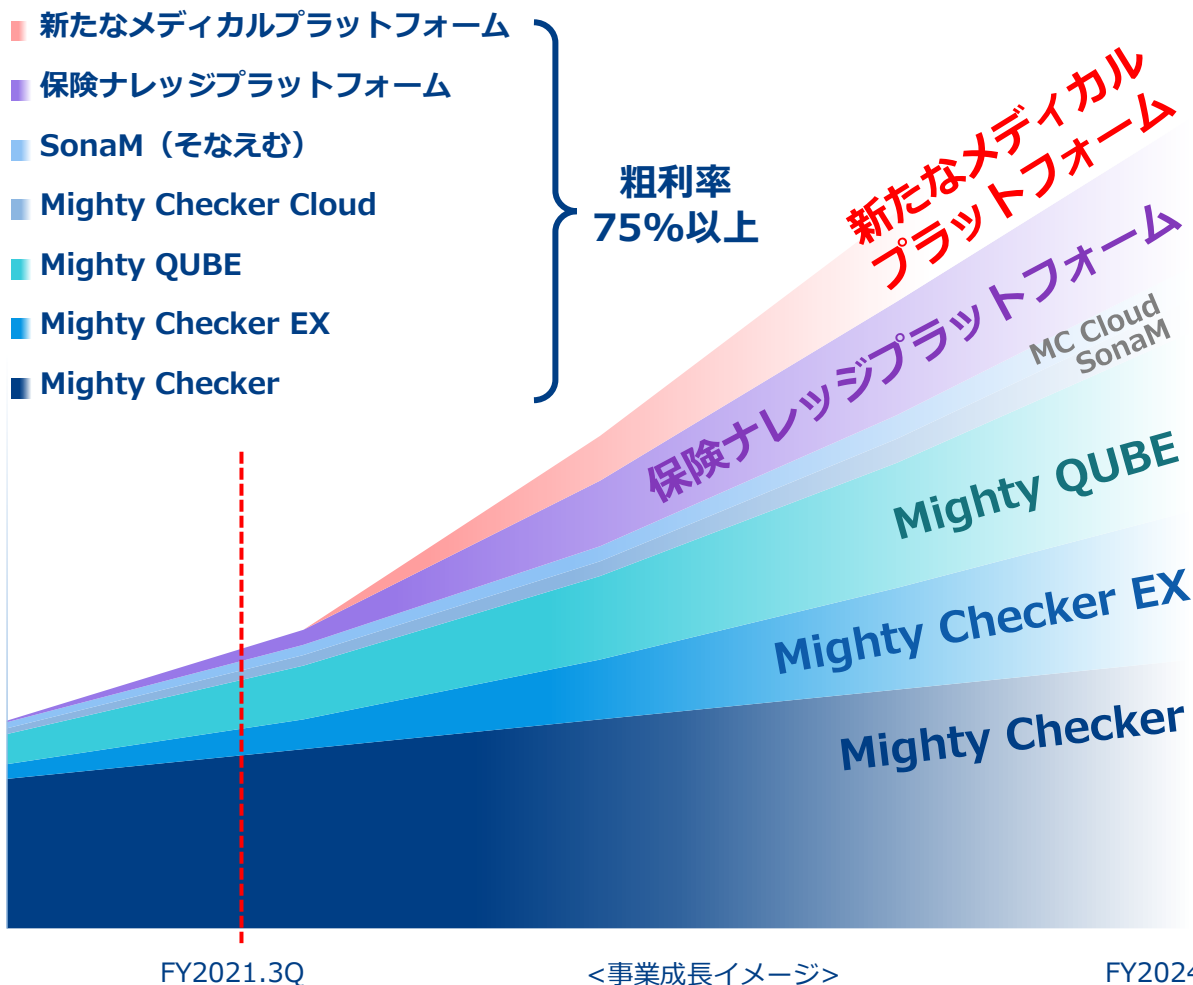 新たなメディカルプラットフォーム
保険ナレッジプラットフォーム
SonaM（そなえむ）
Mighty Checker Cloud
Mighty QUBE
Mighty Checker EX
Mighty Checker
粗利率
75%以上
新たなメディカル
プラットフォーム
保険ナレッジプラットフォーム
MC Cloud
SonaM
Mighty QUBE
Mighty Checker EX
Mighty Checker
FY2021.3Q
<事業成長イメージ>
FY2024